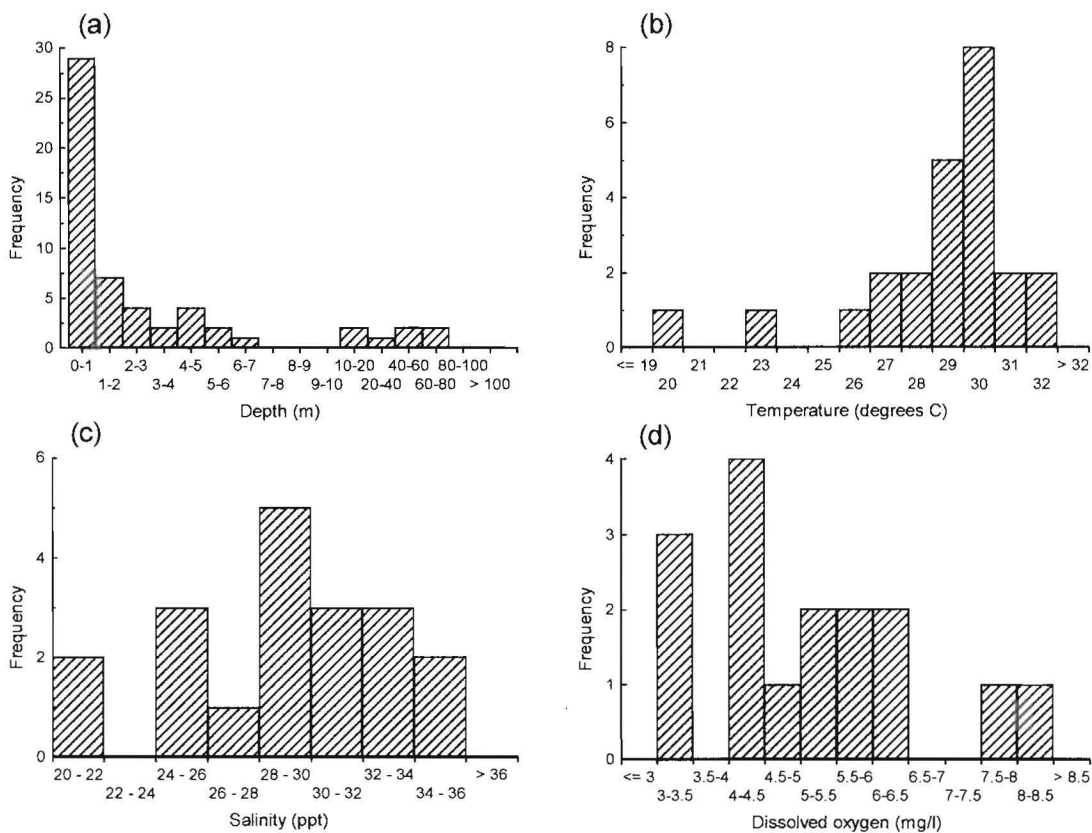 (a)
30
25
20
15
10
5
0
Frequency
0-1 2-3 4-5 6-7 8-9 10-20 40-60 80-100
1-2 3-4 5-6 7-8 9-10 20-40 60-80 > 100
Depth (m)
(b)
8
6
4
2
0
Frequency
<= 19 21 23 25 27 29 31 > 32
20 22 24 26 28 30 32
Temperature (degrees C)
(c)
6
4
2
0
Frequency
20 - 22 24 - 26 28 - 30 32 - 34 > 36
22 - 24 26 - 28 30 - 32 34 - 36
Salinity (ppt)
(d)
4
3
2
1
0
Frequency
<= 3 3.5-4 4.5-5 5.5-6 6.5-7 7.5-8 > 8.5
3-3.5 4-4.5 5-5.5 6-6.5 7-7.5 8-8.5
Dissolved oxygen (mg/l)